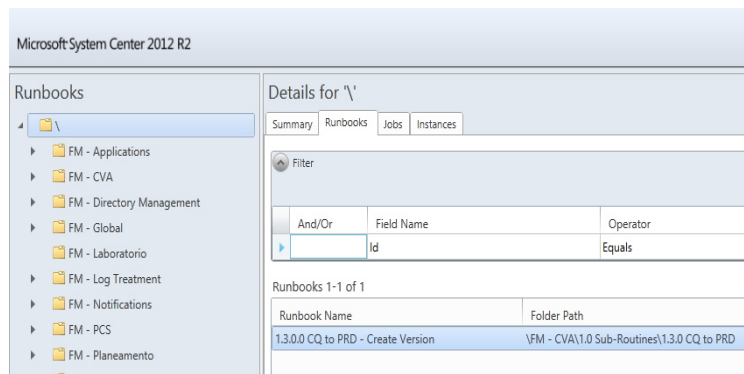 Microsoft System Center 2012 R2
Runbooks
\
FM - Applications
FM - CVA
FM - Directory Management
FM - Global
FM - Laboratorio
FM - Log Treatment
FM - Notifications
FM - PCS
FM - Planeamento
Details for '\'
Summary Runbooks Jobs Instances
Filter
And/Or Field Name Operator
Id Equals
Runbooks 1-1 of 1
Runbook Name Folder Path
1.3.0.0 CQ to PRD - Create Version \FM - CVA\1.0 Sub-Routines\1.3.0 CQ to PRD